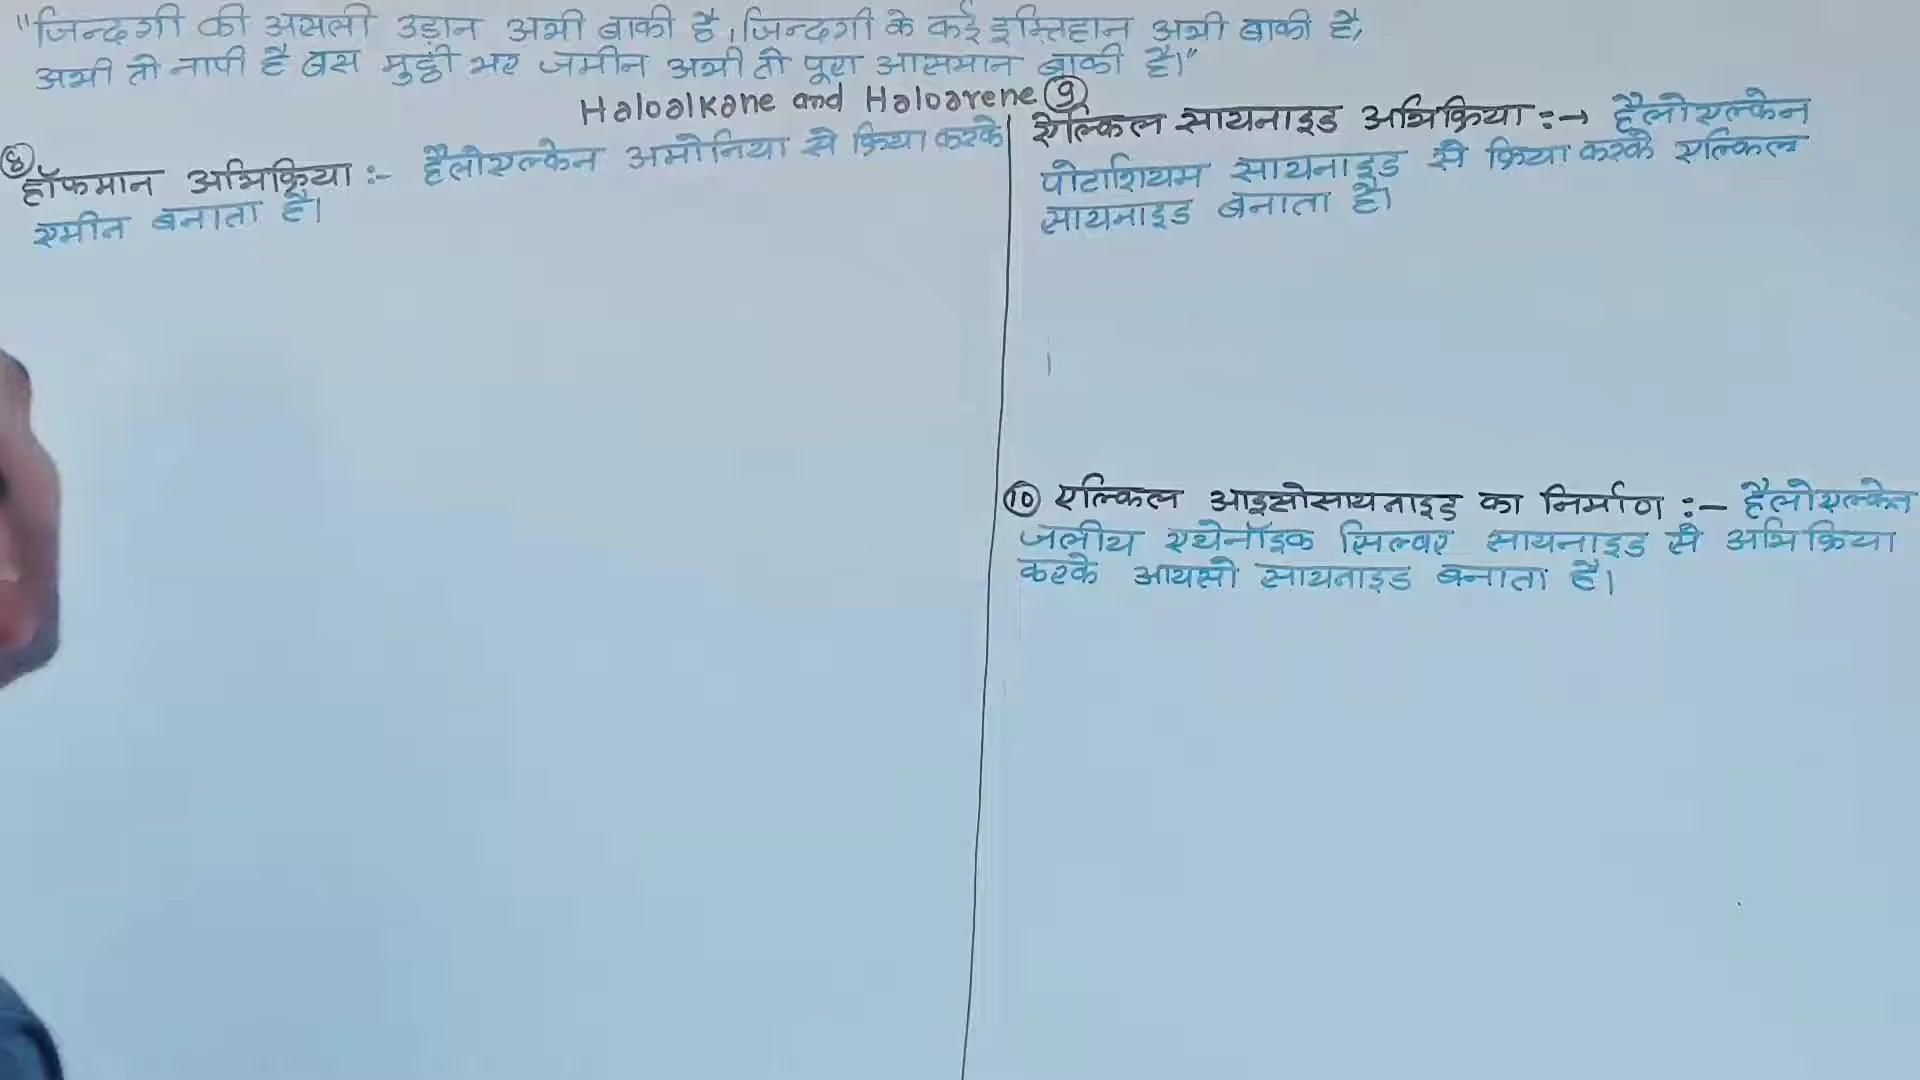 "जिन्दगी की असली उड़ान अभी बाकी है, जिन्दगी के कई इम्तिहान अभी बाकी है,
अभी तो नापी है बस मुट्ठी भर जमीन अभी तो पूरा आसमान बाकी है।"
Haloalkane and Haloarene
⑧
हॉफमान अभिक्रिया :- हैलोएल्केन अमोनिया से क्रिया करके
एमीन बनाता है।
⑨
ऐल्किल सायनाइड अभिक्रिया :→ हैलोएल्केन
पोटाशियम सायनाइड से क्रिया करके एल्किल
सायनाइड बनाता है।
⑩ एल्किल आइसोसायनाइड का निर्माण :- हैलोएल्केन
जलीय एथेनॉइक सिल्वर सायनाइड से अभिक्रिया
करके आयसो सायनाइड बनाता है।